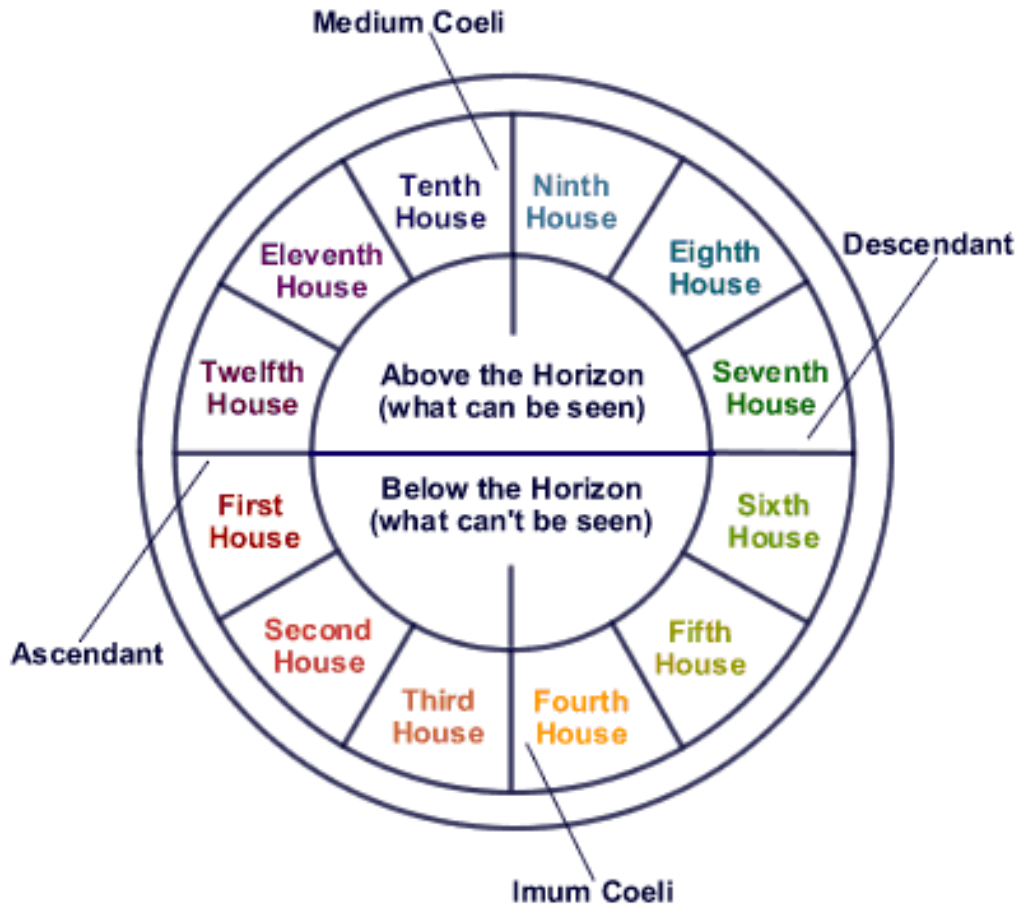 Medium Coeli
Tenth
House
Ninth
House
Eleventh
House
Eighth
House
Descendant
Twelfth
House
Above the Horizon
(what can be seen)
Seventh
House
Below the Horizon
(what can't be seen)
First
House
Sixth
House
Ascendant
Second
House
Fifth
House
Third
House
Fourth
House
Imum Coeli